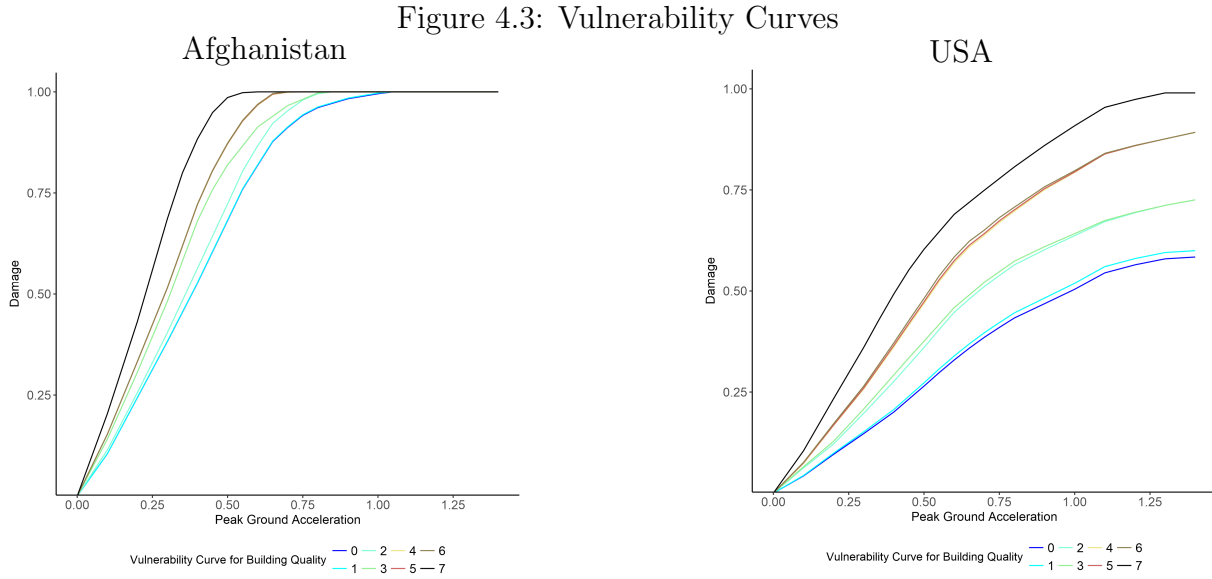 Figure 4.3: Vulnerability Curves
Afghanistan
1.00
0.75
0.50
0.25
Damage
0.00 0.25 0.50 0.75 1.00 1.25
Peak Ground Acceleration
Vulnerability Curve for Building Quality
0 2 4 6
1 3 5 7
USA
1.00
0.75
0.50
0.25
Damage
0.00 0.25 0.50 0.75 1.00 1.25
Peak Ground Acceleration
Vulnerability Curve for Building Quality
0 2 4 6
1 3 5 7